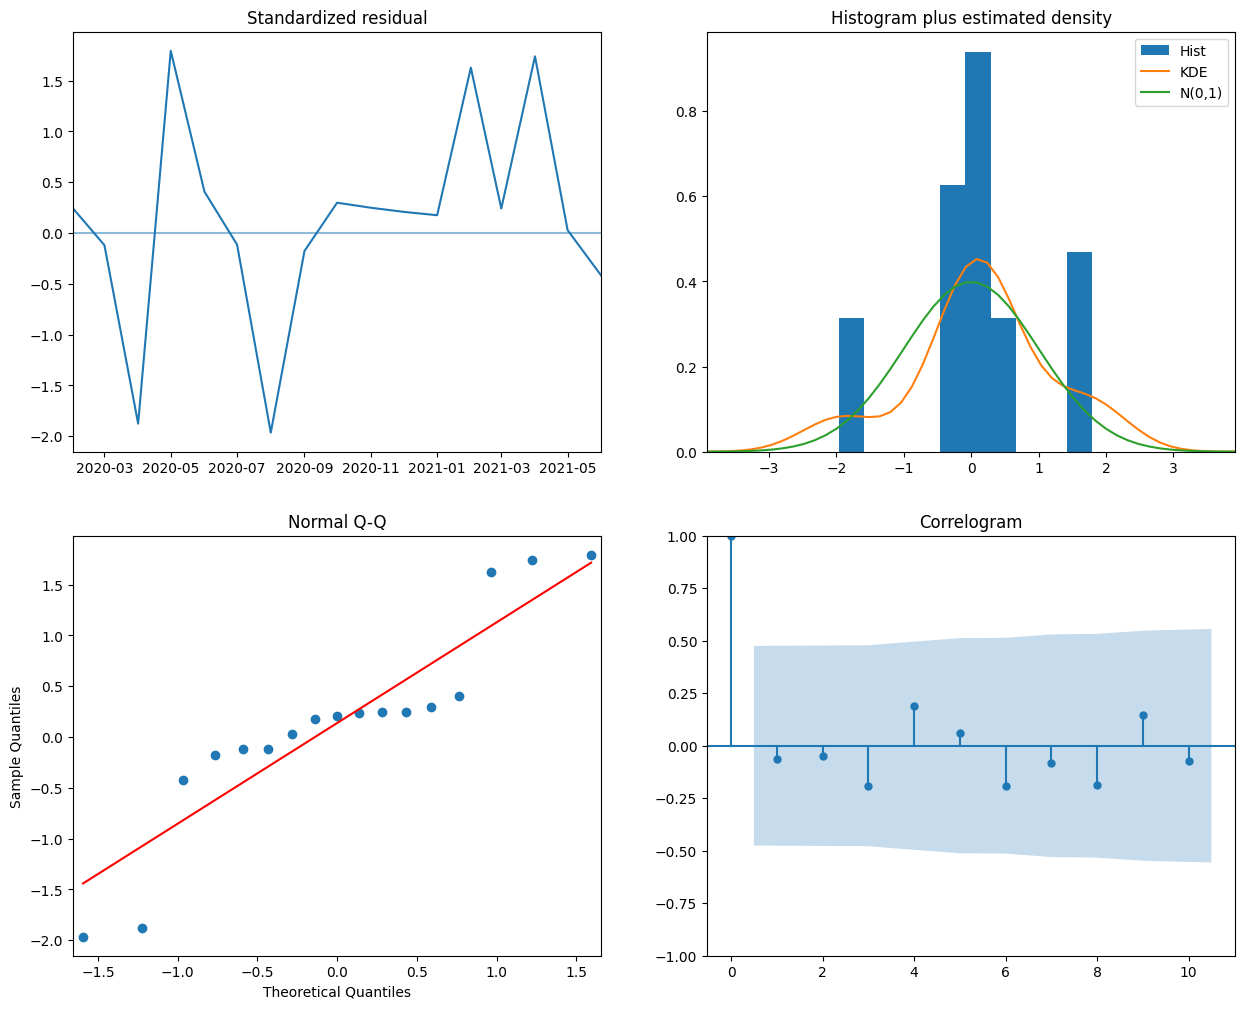 Standardized residual
1.5
1.0
0.5
0.0
−0.5
−1.0
−1.5
−2.0
2020-03 2020-05 2020-07 2020-09 2020-11 2021-01 2021-03 2021-05
Histogram plus estimated density
Hist
KDE
N(0,1)
0.8
0.6
0.4
0.2
0.0
−3 −2 −1 0 1 2 3
Normal Q-Q
Sample Quantiles
1.5
1.0
0.5
0.0
−0.5
−1.0
−1.5
−2.0
−1.5 −1.0 −0.5 0.0 0.5 1.0 1.5
Theoretical Quantiles
Correlogram
1.00
0.75
0.50
0.25
0.00
−0.25
−0.50
−0.75
−1.00
0 2 4 6 8 10